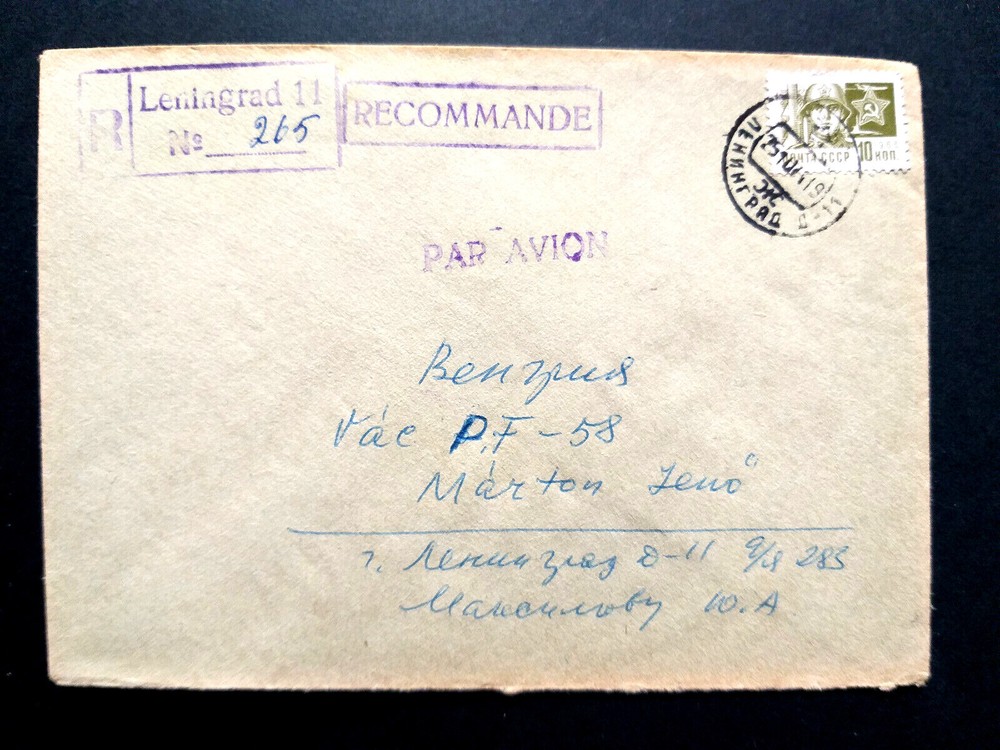 R
Leningrad 11
№ 265
RECOMMANDE
ПОЧТА СССР 10 КОП
ЛЕНИНГРАД Д-11
Ж
PAR AVION
Венгрия
Vác P.F-58
Márton Jenő
г. Ленинград Д-11 а/я 283
Максимову Ю.А